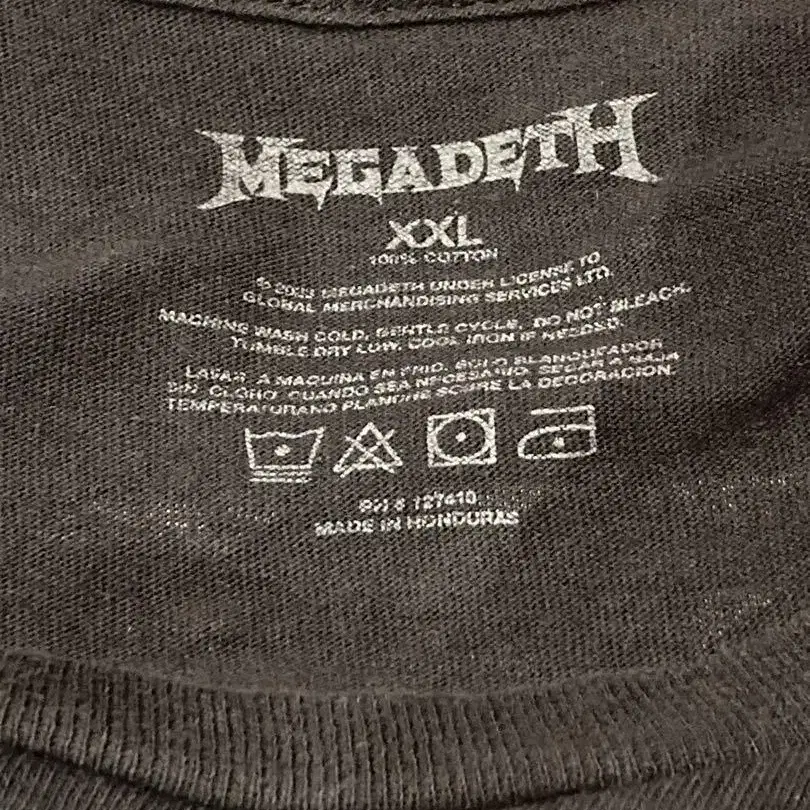 MEGADETH
XXL
100% COTTON
© 2023 MEGADETH UNDER LICENSE TO
GLOBAL MERCHANDISING SERVICES LTD.
MACHINE WASH COLD, GENTLE CYCLE, DO NOT BLEACH.
TUMBLE DRY LOW. COOL IRON IF NEEDED.
LAVAR A MAQUINA EN FRIO. SOLO BLANQUEADOR
SIN CLORO CUANDO SEA NECESARIO. SECAR A BAJA
TEMPERATURA NO PLANCHE SOBRE LA DECORACION.
RN # 127410
MADE IN HONDURAS